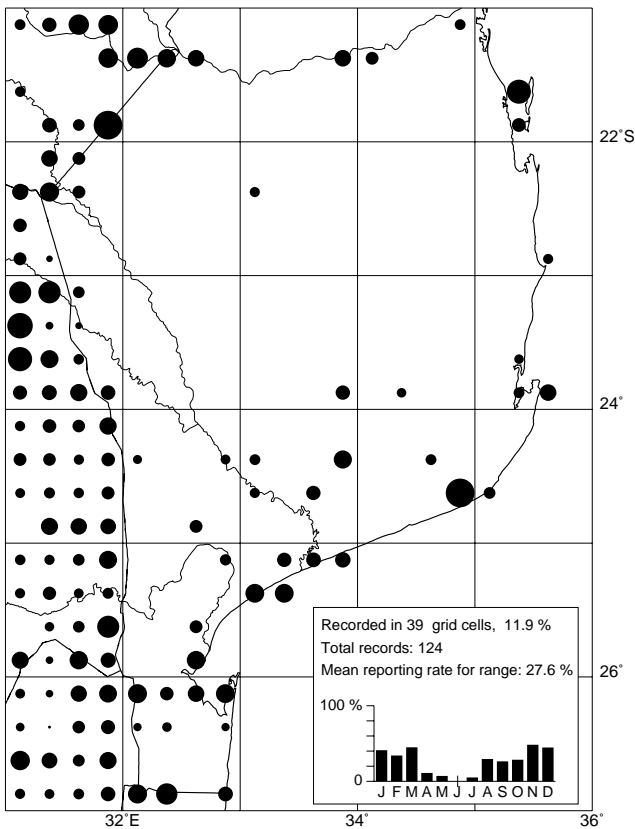 22˚S
24˚
Recorded in 39 grid cells, 11.9 %
Total records: 124
Mean reporting rate for range: 27.6 %
26˚
100 %
J F M A M J J A S O N D
32˚E
34˚
36˚